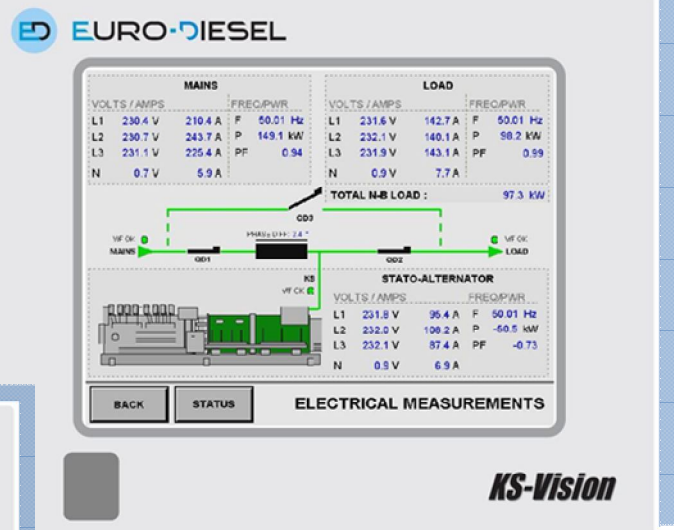 ED EURO-DIESEL
MAINS
VOLTS / AMPS FREQ/PWR
L1 230.4 V 210.4 A F 50.01 Hz
L2 230.7 V 243.7 A P 149.1 kW
L3 231.1 V 225.4 A PF 0.94
N 0.7 V 5.9 A
LOAD
VOLTS / AMPS FREQ/PWR
L1 231.6 V 142.7 A F 50.01 Hz
L2 232.1 V 140.1 A P 98.2 kW
L3 231.9 V 143.1 A PF 0.99
N 0.9 V 7.7 A
TOTAL N-B LOAD : 97.3 kW
QD3
V/F OK PHASE DIFF: 2.4 ° V/F OK
MAINS QD1 QD2 LOAD
KS
V/F OK
STATO-ALTERNATOR
VOLTS / AMPS FREQ/PWR
L1 231.8 V 95.4 A F 50.01 Hz
L2 232.0 V 108.2 A P -50.5 kW
L3 232.1 V 87.4 A PF -0.73
N 0.9 V 6.9 A
BACK STATUS ELECTRICAL MEASUREMENTS
KS-Vision